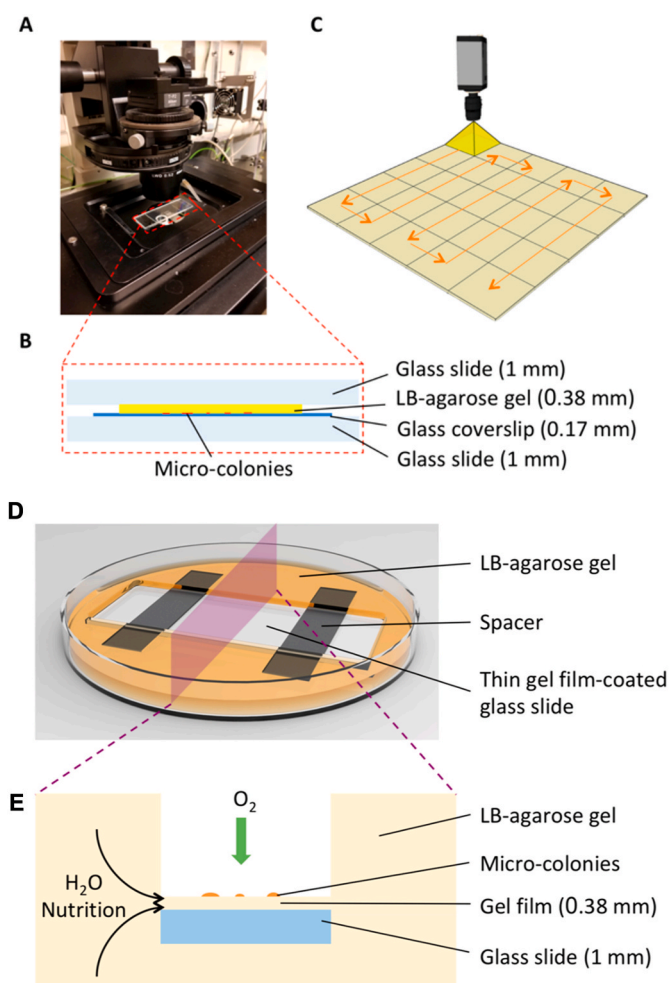 A
C
B
Glass slide (1 mm)
LB-agarose gel (0.38 mm)
Glass coverslip (0.17 mm)
Glass slide (1 mm)
Micro-colonies
D
LB-agarose gel
Spacer
Thin gel film-coated
glass slide
E
O₂
H₂O
Nutrition
LB-agarose gel
Micro-colonies
Gel film (0.38 mm)
Glass slide (1 mm)